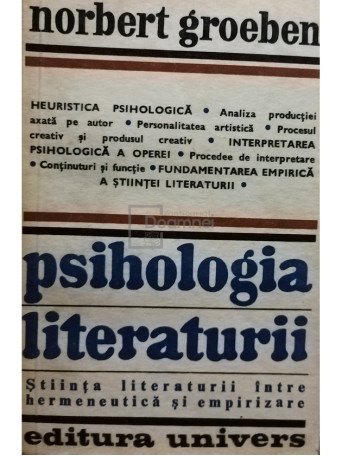 norbert groeben
HEURISTICA PSIHOLOGICĂ • Analiza producției
axată pe autor • Personalitatea artistică • Procesul
creativ și produsul creativ • INTERPRETAREA
PSIHOLOGICĂ A OPEREI • Procedee de interpretare
• Conținuturi și funcție • FUNDAMENTAREA EMPIRICĂ
A ȘTIINȚEI LITERATURII •
psihologia
literaturii
Știința literaturii între
hermeneutică și empirizare
editura univers